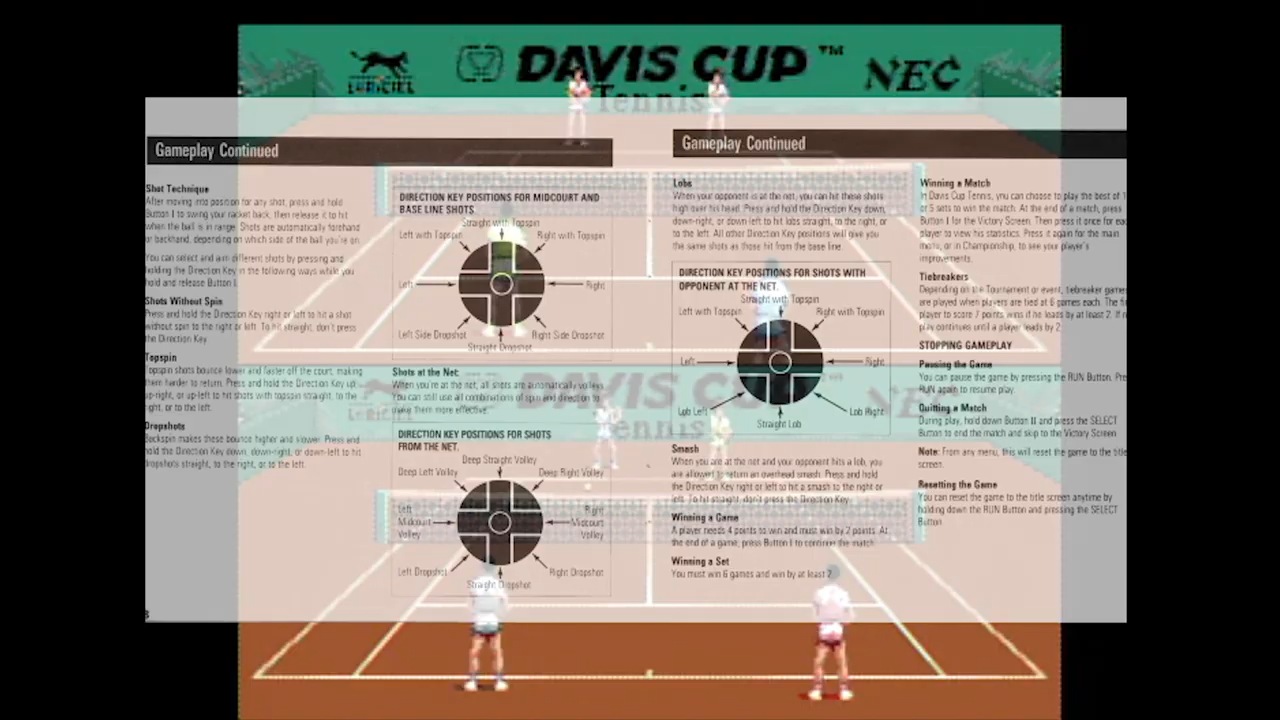 LORICIEL
DAVIS CUP™
NEC
Tennis
Gameplay Continued
Shot Technique
After moving into position for any shot, press and hold
Button I to swing your racket back, then release it to hit
when the ball is in range. Shots are automatically forehand
or backhand, depending on which side of the ball you're on
You can select and aim different shots by pressing and
holding the Direction Key in the following ways while you
hold and release Button I.
Shots Without Spin
Press and hold the Direction Key right or left to hit a shot
without spin to the right or left. To hit straight, don't press
the Direction Key
Topspin
Topspin shots bounce lower and faster off the court, making
them harder to return. Press and hold the Direction Key up,
up-right, or up-left to hit shots with topspin straight, to the
right, or to the left.
Dropshots
Backspin makes these bounce higher and slower. Press and
hold the Direction Key down, down-right, or down-left to hit
dropshots straight, to the right, or to the left.
DIRECTION KEY POSITIONS FOR MIDCOURT AND
BASE LINE SHOTS
Straight with Topspin
Left with Topspin
Right with Topspin
Left
Right
Left Side Dropshot
Right Side Dropshot
Straight Dropshot
Shots at the Net:
When you're at the net, all shots are automatically volleys
You can still use all combinations of spin and direction to
make them more effective.
DIRECTION KEY POSITIONS FOR SHOTS
FROM THE NET.
Deep Straight Volley
Deep Left Volley
Deep Right Volley
Left
Midcourt
Volley
Right
Midcourt
Volley
Left Dropshot
Right Dropshot
Straight Dropshot
Gameplay Continued
Lobs
When your opponent is at the net, you can hit these shots
high over his head. Press and hold the Direction Key down,
down-right, or down left to hit lobs straight, to the right, or
to the left. All other Direction Key positions will give you
the same shots as those hit from the base line.
DIRECTION KEY POSITIONS FOR SHOTS WITH
OPPONENT AT THE NET.
Straight with Topspin
Left with Topspin
Right with Topspin
Left
Right
Lob Left
Lob Right
Straight Lob
Smash
When you are at the net and your opponent hits a lob, you
are allowed to return an overhead smash. Press and hold
the Direction Key right or left to hit a smash to the right or
left. To hit straight, don't press the Direction Key
Winning a Game
A player needs 4 points to win and must win by 2 points. At
the end of a game, press Button I to continue the match.
Winning a Set
You must win 6 games and win by at least 2
Winning a Match
In Davis Cup Tennis, you can choose to play the best of
or 5 sets to win the match. At the end of a match, press
Button I for the Victory Screen. Then press it once for each
player to view his statistics. Press it again for the main
menu, or in Championship, to see your player's
improvements.
Tiebreakers
Depending on the Tournament or event, tiebreaker games
are played when players are tied at 6 games each. The
player to score 7 points wins if he leads by at least 2. If
play continues until a player leads by 2
STOPPING GAMEPLAY
Pausing the Game
You can pause the game by pressing the RUN Button.
RUN again to resume play.
Quitting a Match
During play, hold down Button II and press the SELECT
Button to end the match and skip to the Victory Screen
Note: From any menu, this will reset the game to the title
screen.
Resetting the Game
You can reset the game to the title screen anytime by
holding down the RUN Button and pressing the SELECT
Button
DAVIS CUP
NEC
LORICIEL
Tennis